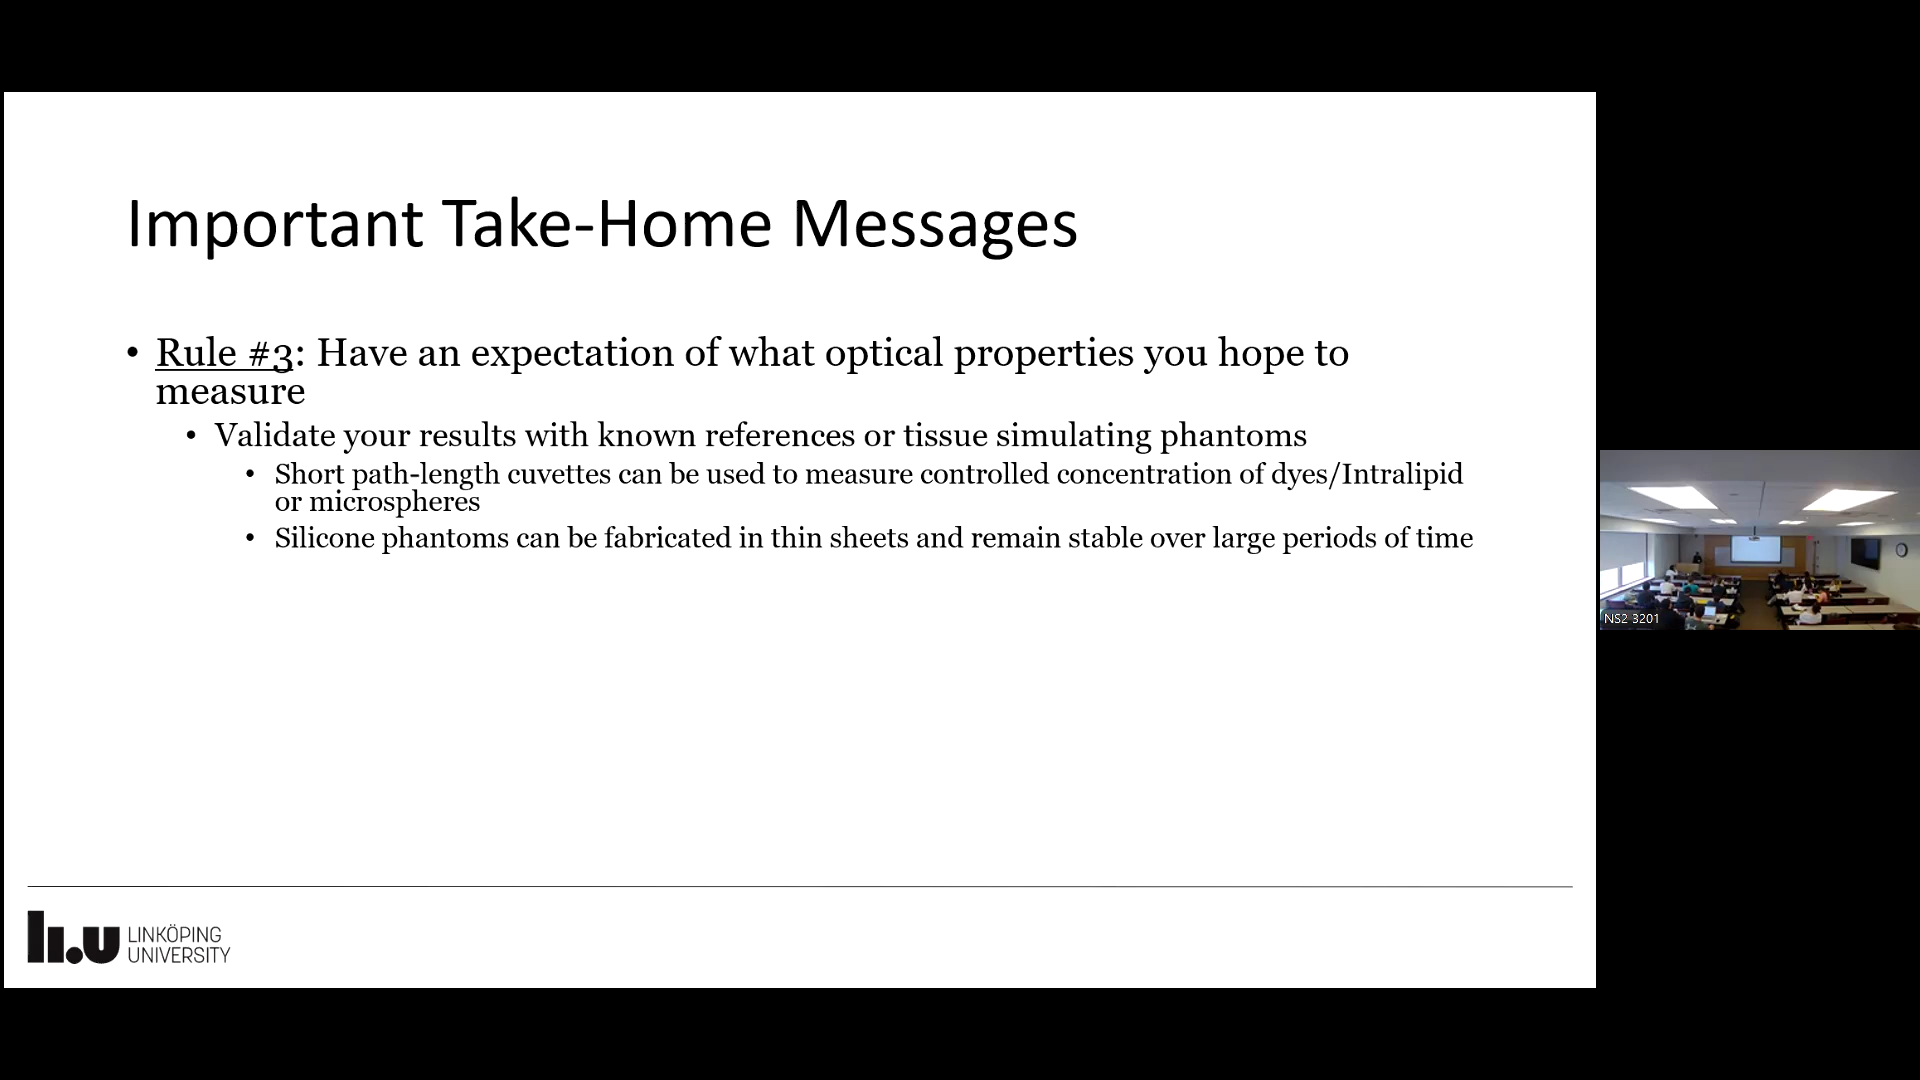 Important Take-Home Messages
• Rule #3: Have an expectation of what optical properties you hope to
measure
• Validate your results with known references or tissue simulating phantoms
• Short path-length cuvettes can be used to measure controlled concentration of dyes/Intralipid
or microspheres
• Silicone phantoms can be fabricated in thin sheets and remain stable over large periods of time
NS2 3201
li.u LINKÖPING
UNIVERSITY